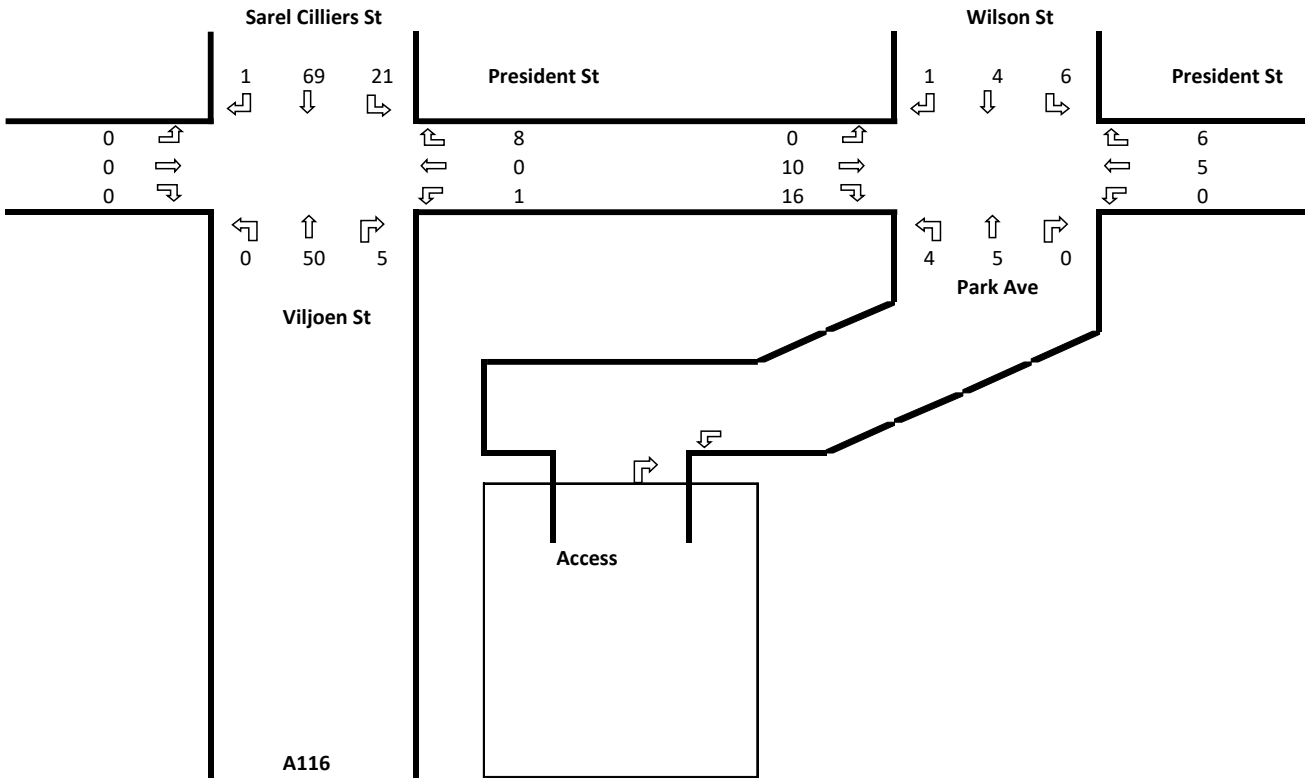 Sarel Cilliers St
Wilson St
1 69 21
President St
1 4 6
President St
0
8
0
6
0
0
10
5
0
1
16
0
0 50 5
4 5 0
Park Ave
Viljoen St
Access
A116